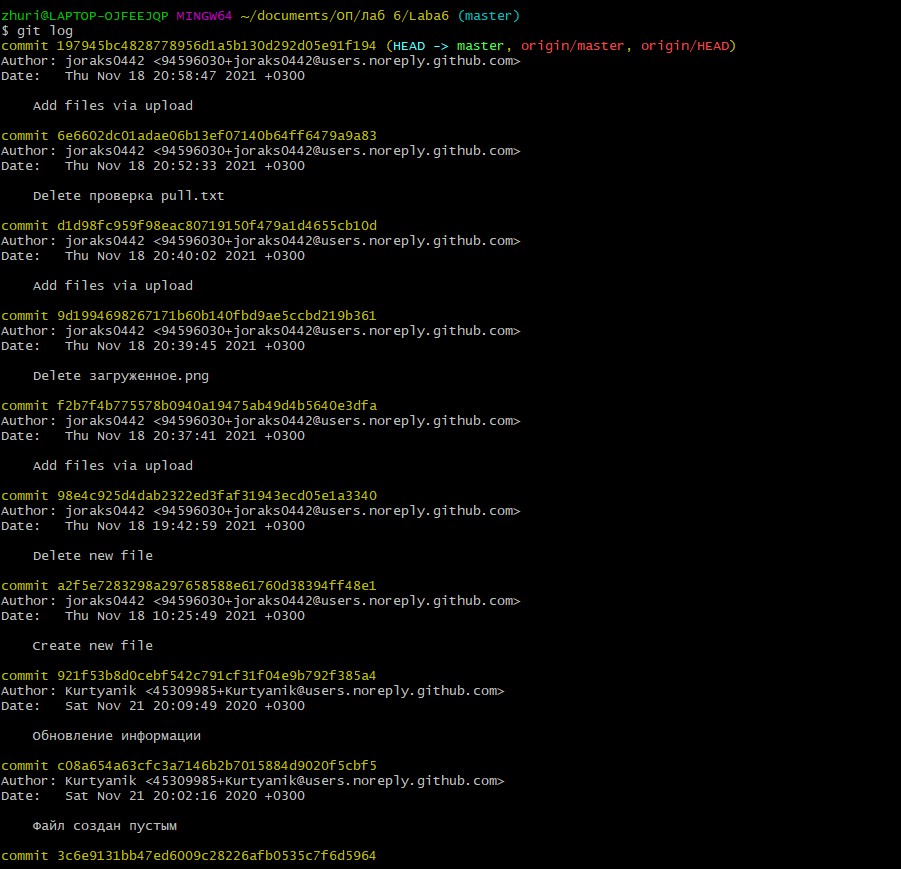 zhuri@LAPTOP-OJFEEJQP MINGW64 ~/documents/ОП/Лаб 6/Laba6 (master)
$ git log
commit 197945bc4828778956d1a5b130d292d05e91f194 (HEAD -> master, origin/master, origin/HEAD)
Author: joraks0442 <94596030+joraks0442@users.noreply.github.com>
Date:   Thu Nov 18 20:58:47 2021 +0300
    Add files via upload
commit 6e6602dc01adae06b13ef07140b64ff6479a9a83
Author: joraks0442 <94596030+joraks0442@users.noreply.github.com>
Date:   Thu Nov 18 20:52:33 2021 +0300
    Delete проверка pull.txt
commit d1d98fc959f98eac80719150f479a1d4655cb10d
Author: joraks0442 <94596030+joraks0442@users.noreply.github.com>
Date:   Thu Nov 18 20:40:02 2021 +0300
    Add files via upload
commit 9d1994698267171b60b140fbd9ae5ccbd219b361
Author: joraks0442 <94596030+joraks0442@users.noreply.github.com>
Date:   Thu Nov 18 20:39:45 2021 +0300
    Delete загруженное.png
commit f2b7f4b775578b0940a19475ab49d4b5640e3dfa
Author: joraks0442 <94596030+joraks0442@users.noreply.github.com>
Date:   Thu Nov 18 20:37:41 2021 +0300
    Add files via upload
commit 98e4c925d4dab2322ed3faf31943ecd05e1a3340
Author: joraks0442 <94596030+joraks0442@users.noreply.github.com>
Date:   Thu Nov 18 19:42:59 2021 +0300
    Delete new file
commit a2f5e7283298a297658588e61760d38394ff48e1
Author: joraks0442 <94596030+joraks0442@users.noreply.github.com>
Date:   Thu Nov 18 10:25:49 2021 +0300
    Create new file
commit 921f53b8d0cebf542c791cf31f04e9b792f385a4
Author: Kurtyanik <45309985+Kurtyanik@users.noreply.github.com>
Date:   Sat Nov 21 20:09:49 2020 +0300
    Обновление информации
commit c08a654a63cfc3a7146b2b7015884d9020f5cbf5
Author: Kurtyanik <45309985+Kurtyanik@users.noreply.github.com>
Date:   Sat Nov 21 20:02:16 2020 +0300
    Файл создан пустым
commit 3c6e9131bb47ed6009c28226afb0535c7f6d5964